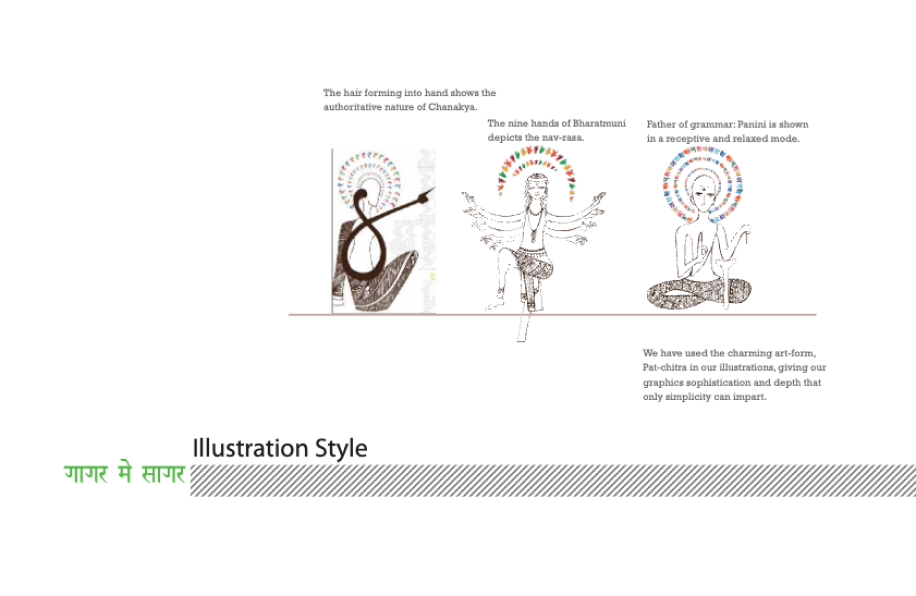 The hair forming into hand shows the
authoritative nature of Chanakya.
The nine hands of Bharatmuni
depicts the nav-rasa.
Father of grammar: Panini is shown
in a receptive and relaxed mode.
We have used the charming art-form,
Pat-chitra in our illustrations, giving our
graphics sophistication and depth that
only simplicity can impart.
Illustration Style
गागर मे सागर